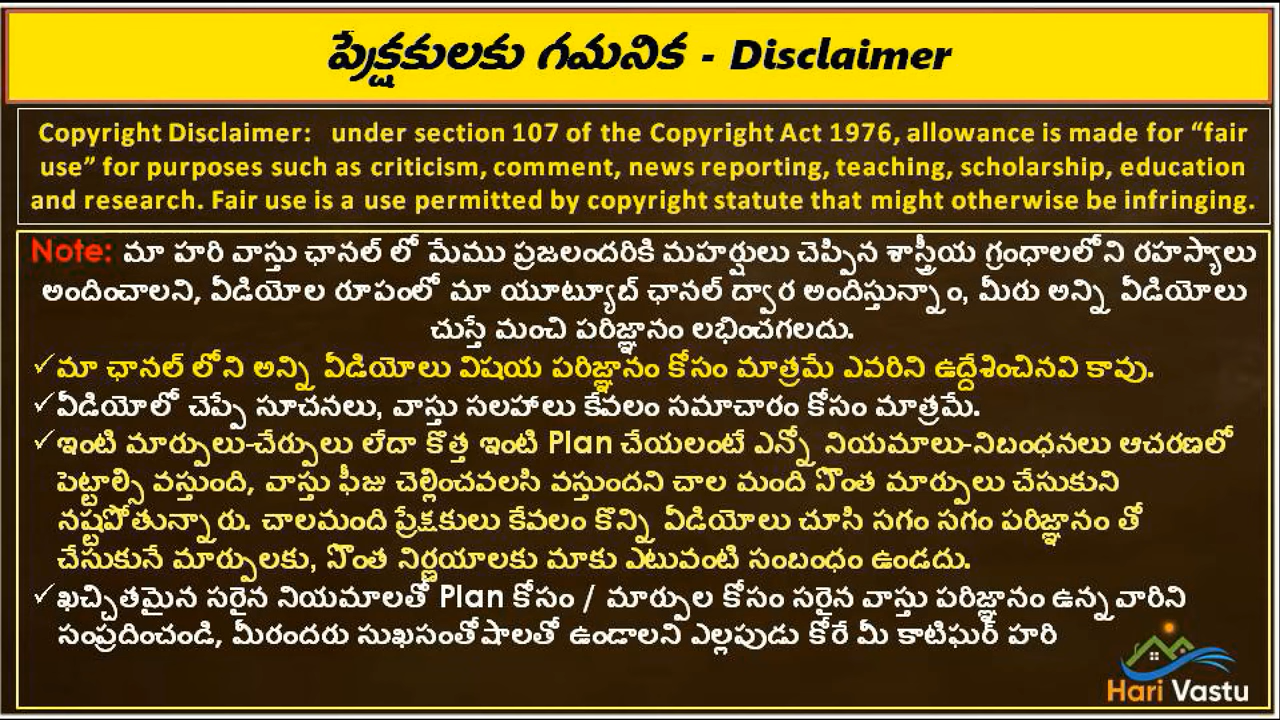 ప్రేక్షకులకు గమనిక - Disclaimer
Copyright Disclaimer: under section 107 of the Copyright Act 1976, allowance is made for “fair
use” for purposes such as criticism, comment, news reporting, teaching, scholarship, education
and research. Fair use is a use permitted by copyright statute that might otherwise be infringing.
Note: మా హరి వాస్తు ఛానల్ లో మేము ప్రజలందరికి మహర్షులు చెప్పిన శాస్త్రీయ గ్రంధాలలోని రహస్యాలు
అందించాలని, వీడియోల రూపంలో మా యూట్యూబ్ ఛానల్ ద్వార అందిస్తున్నాం, మీరు అన్ని వీడియోలు
చుస్తే మంచి పరిజ్ఞానం లభించగలదు.
✓మా ఛానల్ లోని అన్ని వీడియోలు విషయ పరిజ్ఞానం కోసం మాత్రమే ఎవరిని ఉద్దేశించినవి కావు.
✓వీడియోలో చెప్పే సూచనలు, వాస్తు సలహాలు కేవలం సమాచారం కోసం మాత్రమే.
✓ఇంటి మార్పులు-చేర్పులు లేదా కొత్త ఇంటి Plan చేయలంటే ఎన్నో నియమాలు-నిబంధనలు ఆచరణలో
పెట్టాల్సి వస్తుంది, వాస్తు ఫీజు చెల్లించవలసి వస్తుందని చాల మంది సొంత మార్పులు చేసుకుని
నష్టపోతున్నారు. చాలమంది ప్రేక్షకులు కేవలం కొన్ని వీడియోలు చూసి సగం సగం పరిజ్ఞానం తో
చేసుకునే మార్పులకు, సొంత నిర్ణయాలకు మాకు ఎటువంటి సంబంధం ఉండదు.
✓ఖచ్చితమైన సరైన నియమాలతో Plan కోసం / మార్పుల కోసం సరైన వాస్తు పరిజ్ఞానం ఉన్నవారిని
సంప్రదించండి, మీరందరు సుఖసంతోషాలతో ఉండాలని ఎల్లపుడు కోరే మీ కాటిఘర్ హరి
Hari Vastu